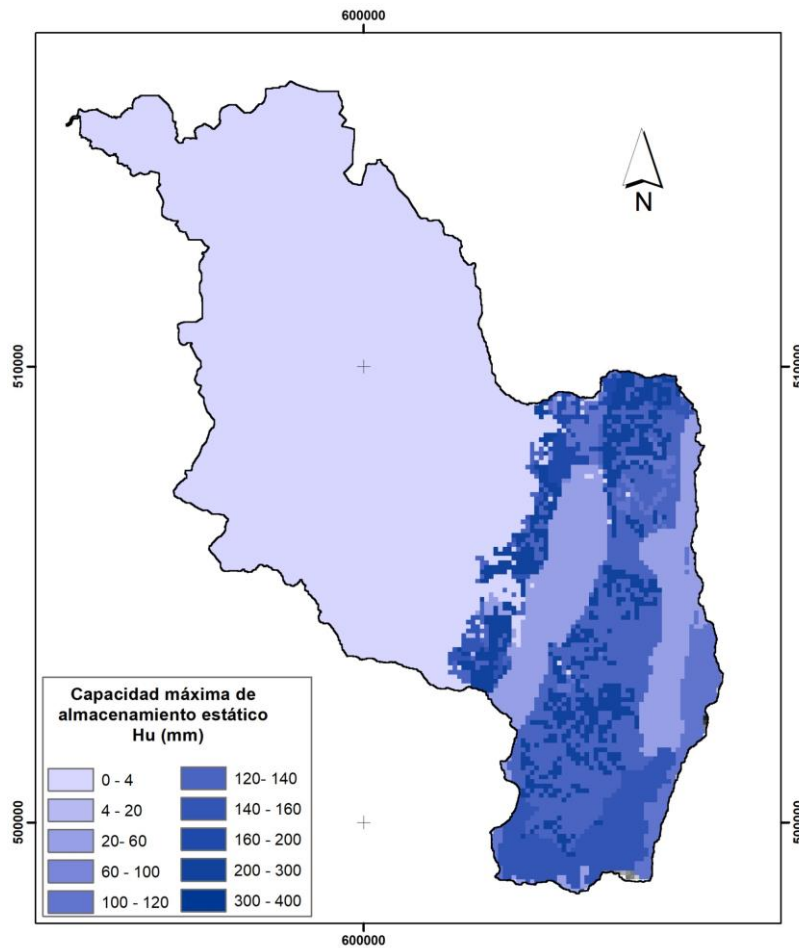 600000
N
510000
510000
500000
500000
Capacidad máxima de
almacenamiento estático
Hu (mm)
0 - 4
4 - 20
20- 60
60 - 100
100 - 120
120- 140
140 - 160
160 - 200
200 - 300
300 - 400
600000